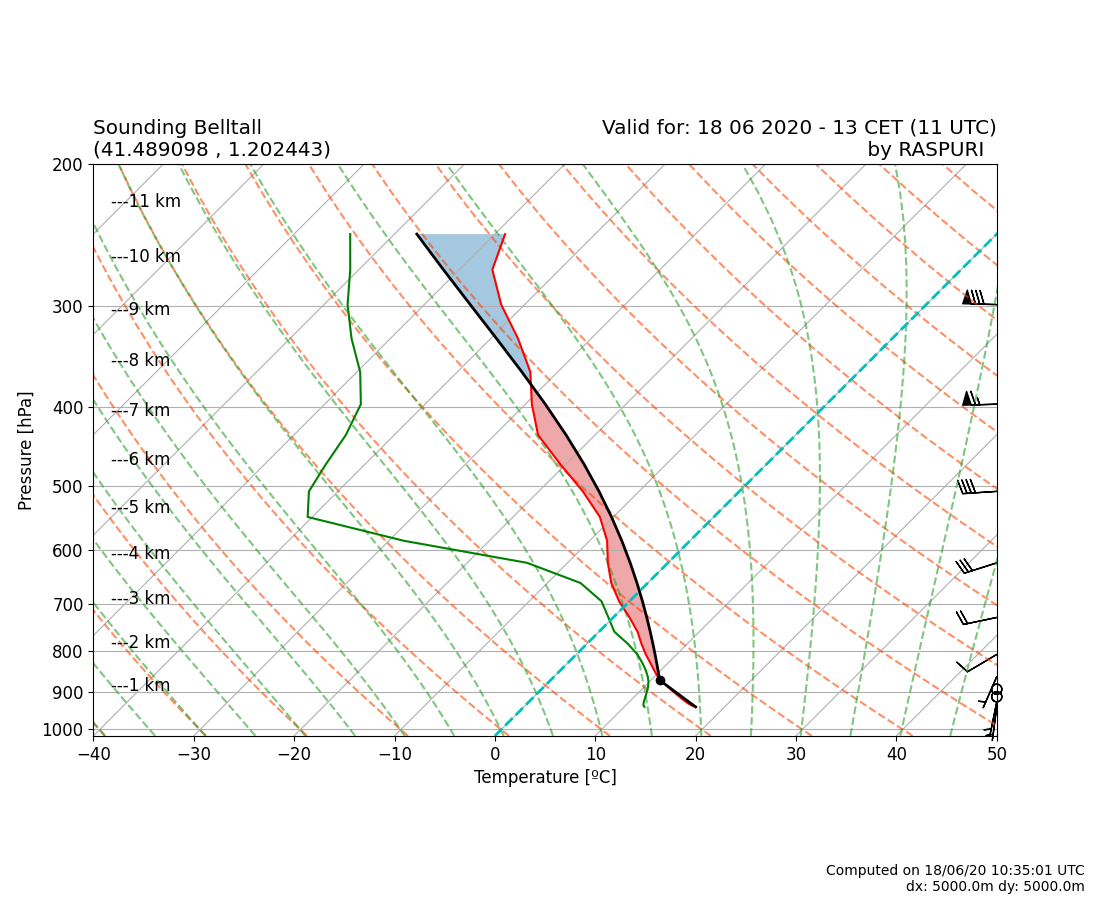 Sounding Belltall
(41.489098 , 1.202443)
Valid for: 18 06 2020 - 13 CET (11 UTC)
by RASPURI
200
300
400
500
600
700
800
900
1000
Pressure [hPa]
---11 km
---10 km
---9 km
---8 km
---7 km
---6 km
---5 km
---4 km
---3 km
---2 km
---1 km
−40 −30 −20 −10 0 10 20 30 40 50
Temperature [ºC]
Computed on 18/06/20 10:35:01 UTC
dx: 5000.0m dy: 5000.0m